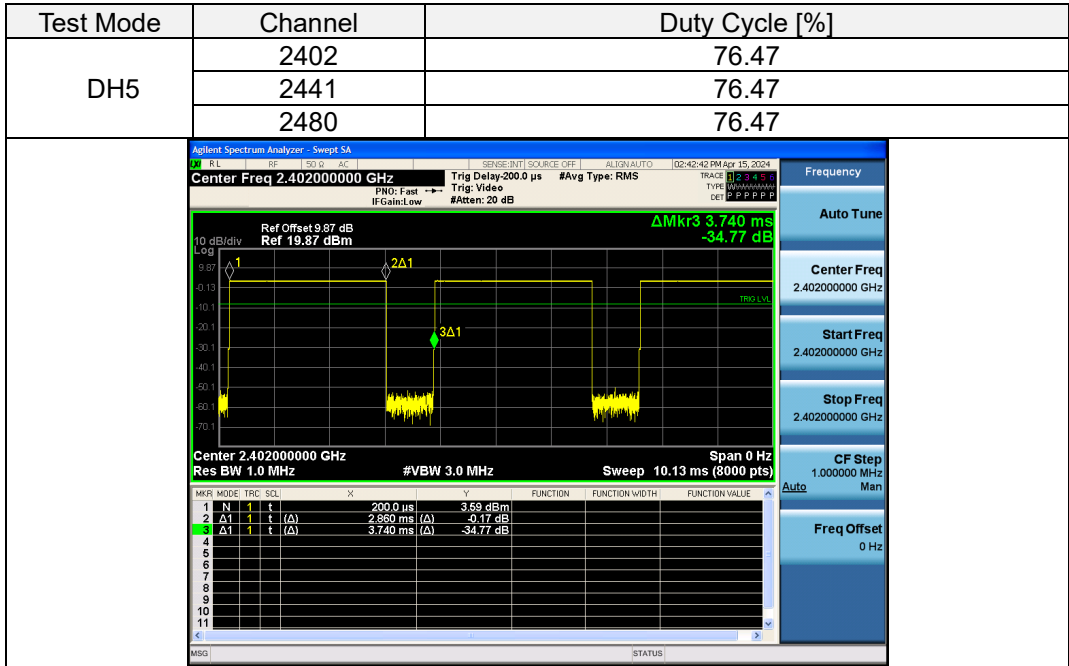 Test Mode Channel Duty Cycle [%]
DH5
2402 76.47
2441 76.47
2480 76.47
Agilent Spectrum Analyzer - Swept SA
RL RF 50 Ω AC SENSE:INT SOURCE OFF ALIGN AUTO 02:42:42 PM Apr 15, 2024
Center Freq 2.402000000 GHz
PNO: Fast
IFGain:Low
Trig Delay-200.0 µs #Avg Type: RMS
Trig: Video
#Atten: 20 dB
TRACE 1 2 3 4 5 6
TYPE
DET P P P P P P
Frequency
Ref Offset 9.87 dB
10 dB/div Ref 19.87 dBm
Log
ΔMkr3 3.740 ms
-34.77 dB
9.87
-0.13
-10.1
-20.1
-30.1
-40.1
-50.1
-60.1
-70.1
1
2Δ1
3Δ1
TRIG LVL
Center 2.402000000 GHz Span 0 Hz
Res BW 1.0 MHz #VBW 3.0 MHz Sweep 10.13 ms (8000 pts)
MKR MODE TRC SCL X Y FUNCTION FUNCTION WIDTH FUNCTION VALUE
1 N 1 t 200.0 µs 3.59 dBm
2 Δ1 1 t (Δ) 2.860 ms (Δ) -0.17 dB
3 Δ1 1 t (Δ) 3.740 ms (Δ) -34.77 dB
4
5
6
7
8
9
10
11
MSG STATUS
Auto Tune
Center Freq
2.402000000 GHz
Start Freq
2.402000000 GHz
Stop Freq
2.402000000 GHz
CF Step
1.000000 MHz
Auto Man
Freq Offset
0 Hz